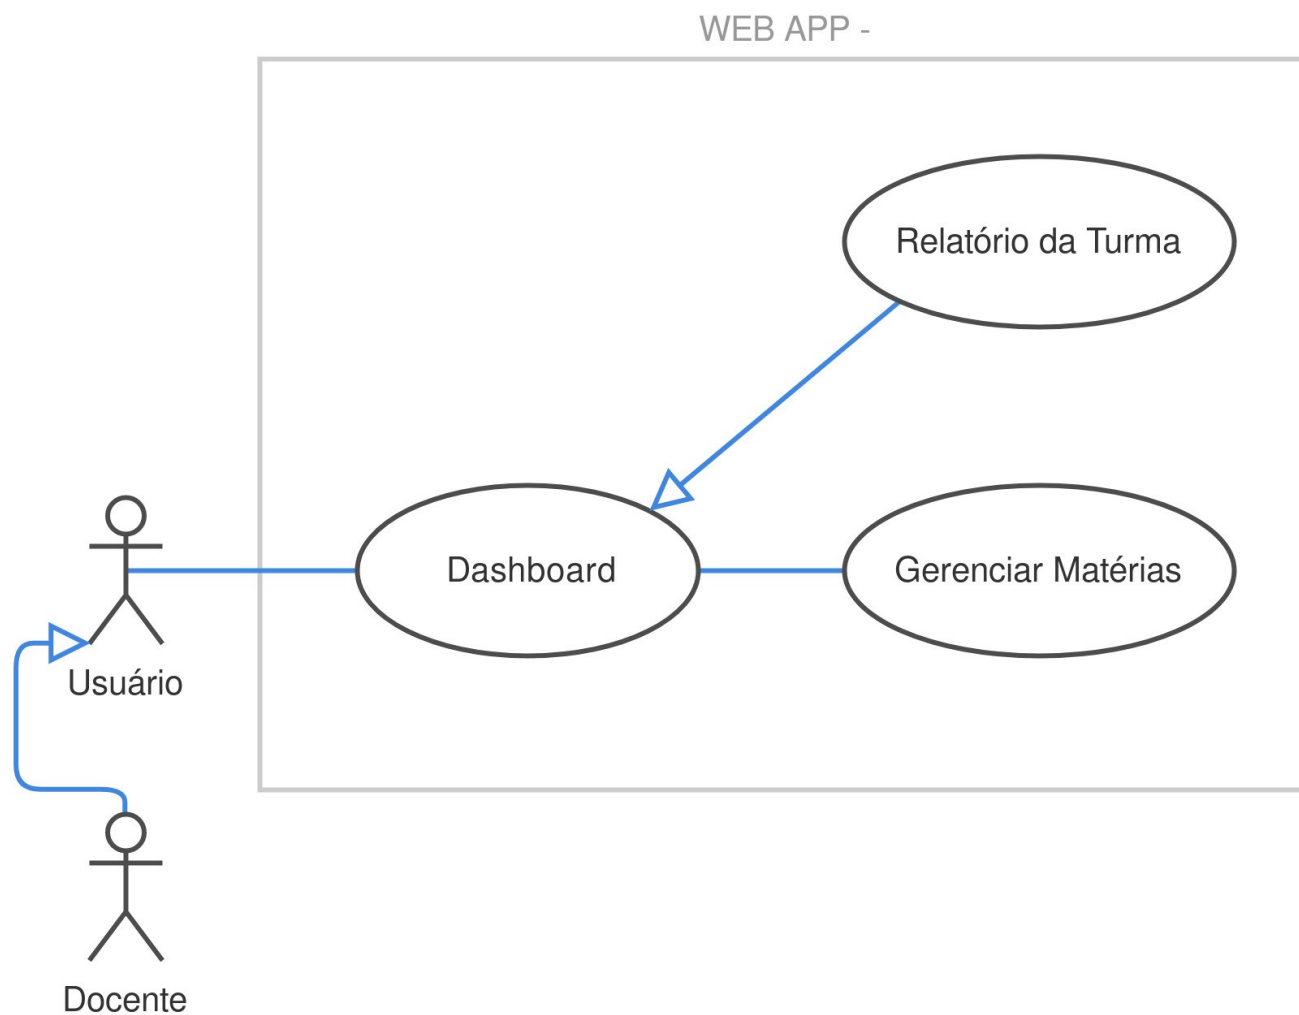 WEB APP -
Relatório da Turma
Dashboard
Gerenciar Matérias
Usuário
Docente